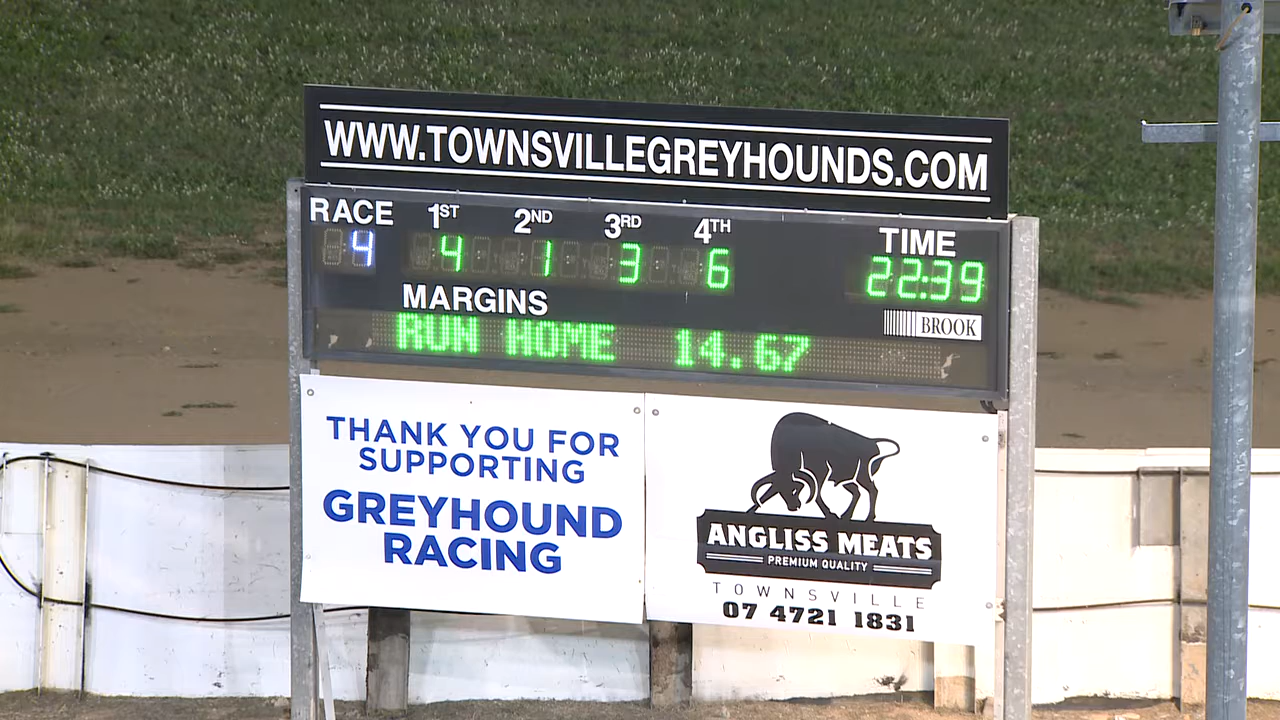 WWW.TOWNSVILLEGREYHOUNDS.COM
RACE 1ST 2ND 3RD 4TH TIME
4 4 1 3 6 22:39
MARGINS
BROOK
RUN HOME 14.67
THANK YOU FOR
SUPPORTING
GREYHOUND
RACING
ANGLISS MEATS
PREMIUM QUALITY
TOWNSVILLE
07 4721 1831